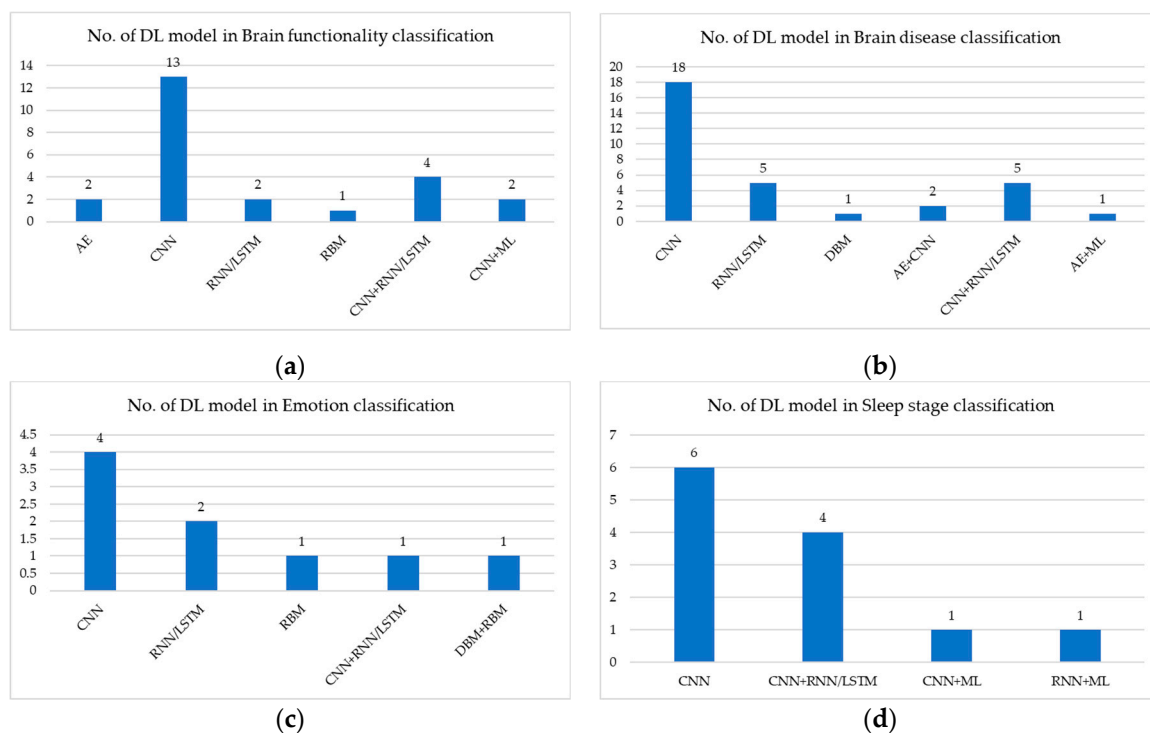 No. of DL model in Brain functionality classification
14
12
10
8
6
4
2
0
2
13
2
1
4
2
AE
CNN
RNN/LSTM
RBM
CNN+RNN/LSTM
CNN+ML
(a)
No. of DL model in Brain disease classification
20
18
16
14
12
10
8
6
4
2
0
18
5
1
2
5
1
CNN
RNN/LSTM
DBM
AE+CNN
CNN+RNN/LSTM
AE+ML
(b)
No. of DL model in Emotion classification
4.5
4
3.5
3
2.5
2
1.5
1
0.5
0
4
2
1
1
1
CNN
RNN/LSTM
RBM
CNN+RNN/LSTM
DBM+RBM
(c)
No. of DL model in Sleep stage classification
7
6
5
4
3
2
1
0
6
4
1
1
CNN
CNN+RNN/LSTM
CNN+ML
RNN+ML
(d)